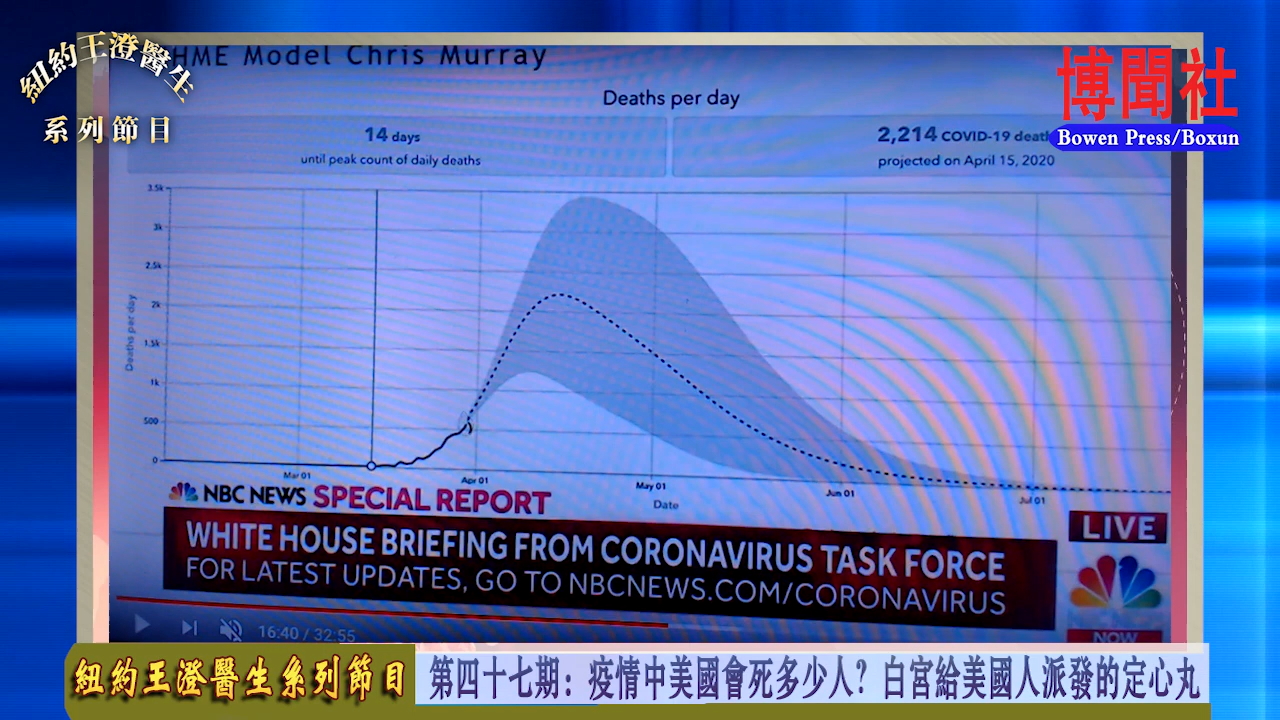 紐約王澄醫生
系列節目
HME Model Chris Murray
博聞社
Bowen Press/Boxun
Deaths per day
14 days
until peak count of daily deaths
2,214 COVID-19 death
projected on April 15, 2020
3.5k
3k
2.5k
2k
1.5k
1k
500
0
Deaths per day
Mar 01
Apr 01
May 01
Jun 01
Jul 01
Date
NBC NEWS SPECIAL REPORT
LIVE
WHITE HOUSE BRIEFING FROM CORONAVIRUS TASK FORCE
FOR LATEST UPDATES, GO TO NBCNEWS.COM/CORONAVIRUS
NOW
16:40 / 32:55
紐約王澄醫生系列節目
第四十七期：疫情中美國會死多少人？白宮給美國人派發的定心丸